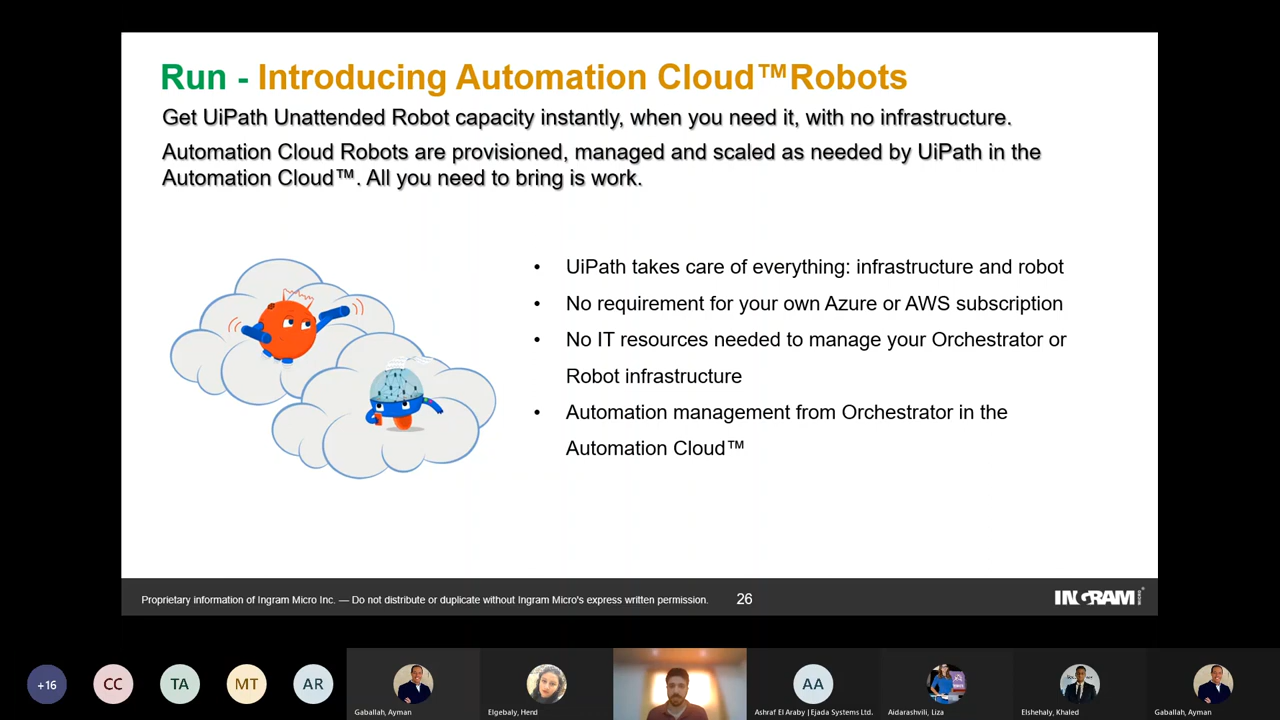 Run - Introducing Automation Cloud™Robots
Get UiPath Unattended Robot capacity instantly, when you need it, with no infrastructure.
Automation Cloud Robots are provisioned, managed and scaled as needed by UiPath in the
Automation Cloud™. All you need to bring is work.
• UiPath takes care of everything: infrastructure and robot
• No requirement for your own Azure or AWS subscription
• No IT resources needed to manage your Orchestrator or
Robot infrastructure
• Automation management from Orchestrator in the
Automation Cloud™
Proprietary information of Ingram Micro Inc. — Do not distribute or duplicate without Ingram Micro's express written permission.
26
INGRAM MICRO®
+16
CC
TA
MT
AR
Gaballah, Ayman
Elgebaly, Hend
AA
Ashraf El Araby | Ejada Systems Ltd.
Aidarashvili, Liza
Elshehaly, Khaled
Gaballah, Ayman